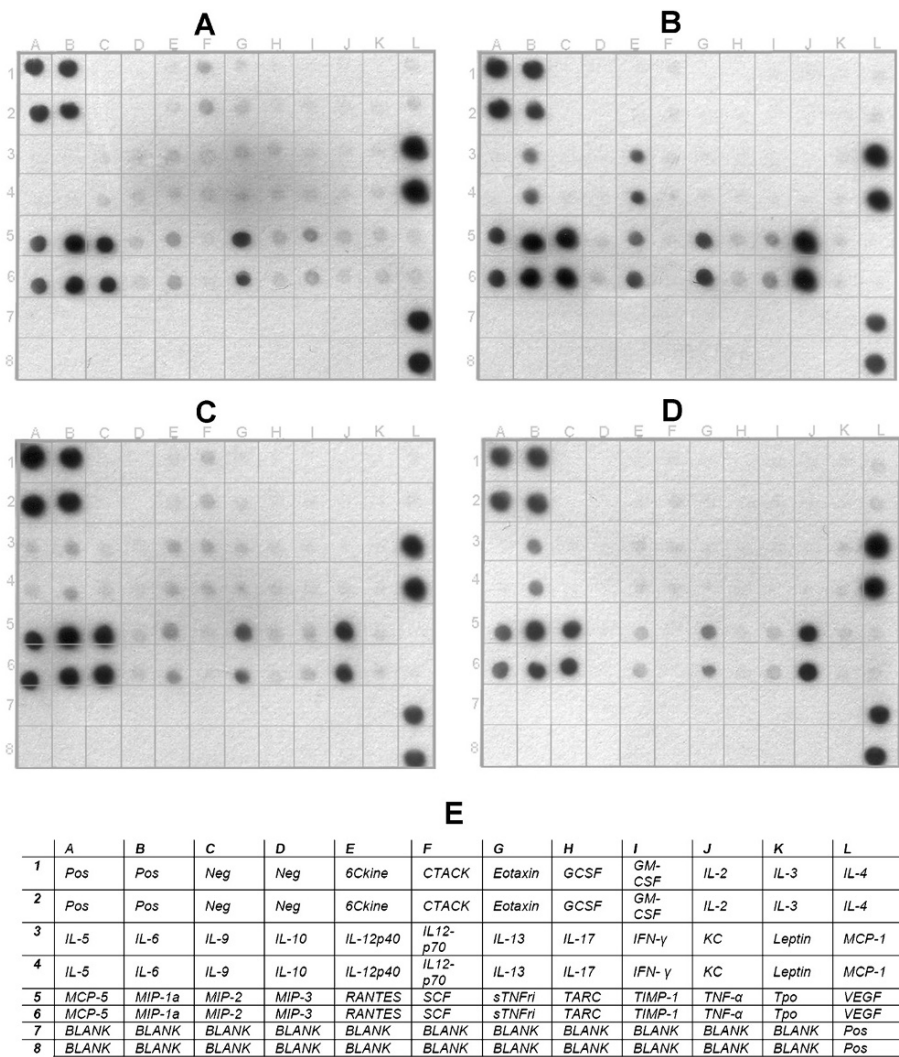 A B
A B C D E F G H I J K L A B C D E F G H I J K L
1 1
2 2
3 3
4 4
5 5
6 6
7 7
8 8
C D
A B C D E F G H I J K L A B C D E F G H I J K L
1 1
2 2
3 3
4 4
5 5
6 6
7 7
8 8
E
A B C D E F G H I J K L
1 Pos Pos Neg Neg 6Ckine CTACK Eotaxin GCSF GM-CSF IL-2 IL-3 IL-4
2 Pos Pos Neg Neg 6Ckine CTACK Eotaxin GCSF GM-CSF IL-2 IL-3 IL-4
3 IL-5 IL-6 IL-9 IL-10 IL-12p40 IL12-p70 IL-13 IL-17 IFN-γ KC Leptin MCP-1
4 IL-5 IL-6 IL-9 IL-10 IL-12p40 IL12-p70 IL-13 IL-17 IFN- γ KC Leptin MCP-1
5 MCP-5 MIP-1a MIP-2 MIP-3 RANTES SCF sTNFri TARC TIMP-1 TNF-α Tpo VEGF
6 MCP-5 MIP-1a MIP-2 MIP-3 RANTES SCF sTNFri TARC TIMP-1 TNF-α Tpo VEGF
7 BLANK BLANK BLANK BLANK BLANK BLANK BLANK BLANK BLANK BLANK BLANK Pos
8 BLANK BLANK BLANK BLANK BLANK BLANK BLANK BLANK BLANK BLANK BLANK Pos